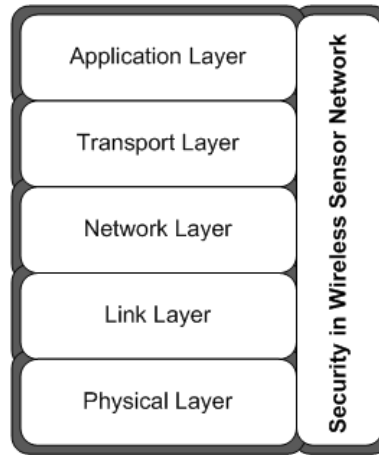 Application Layer
Transport Layer
Network Layer
Link Layer
Physical Layer
Security in Wireless Sensor Network